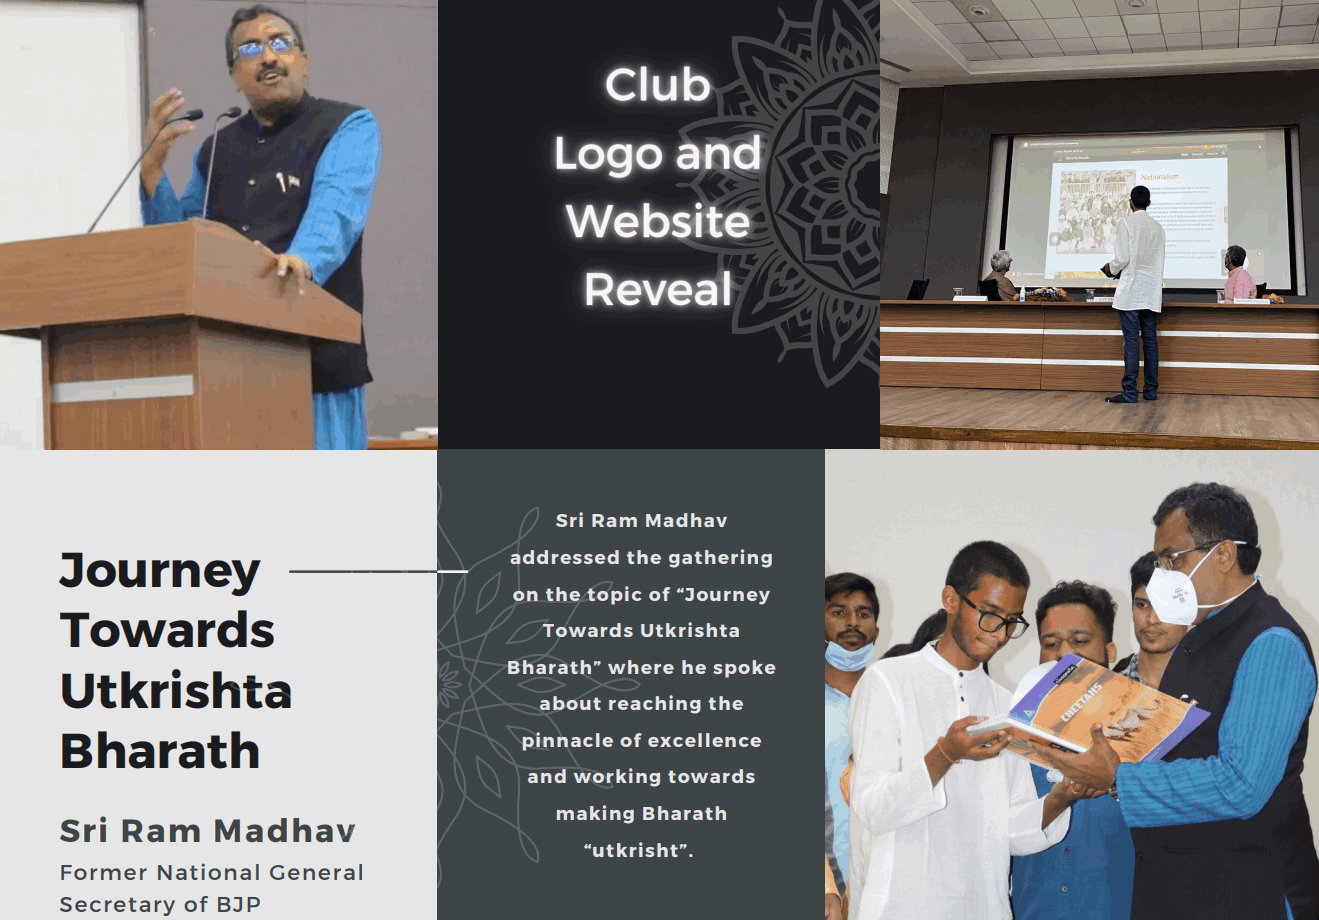 Club
Logo and
Website
Reveal
Nationalism
Journey
Towards
Utkrishta
Bharath
Sri Ram Madhav
Former National General
Secretary of BJP
Sri Ram Madhav
addressed the gathering
on the topic of “Journey
Towards Utkrishta
Bharath” where he spoke
about reaching the
pinnacle of excellence
and working towards
making Bharath
“utkrisht”.
CHEETAHS